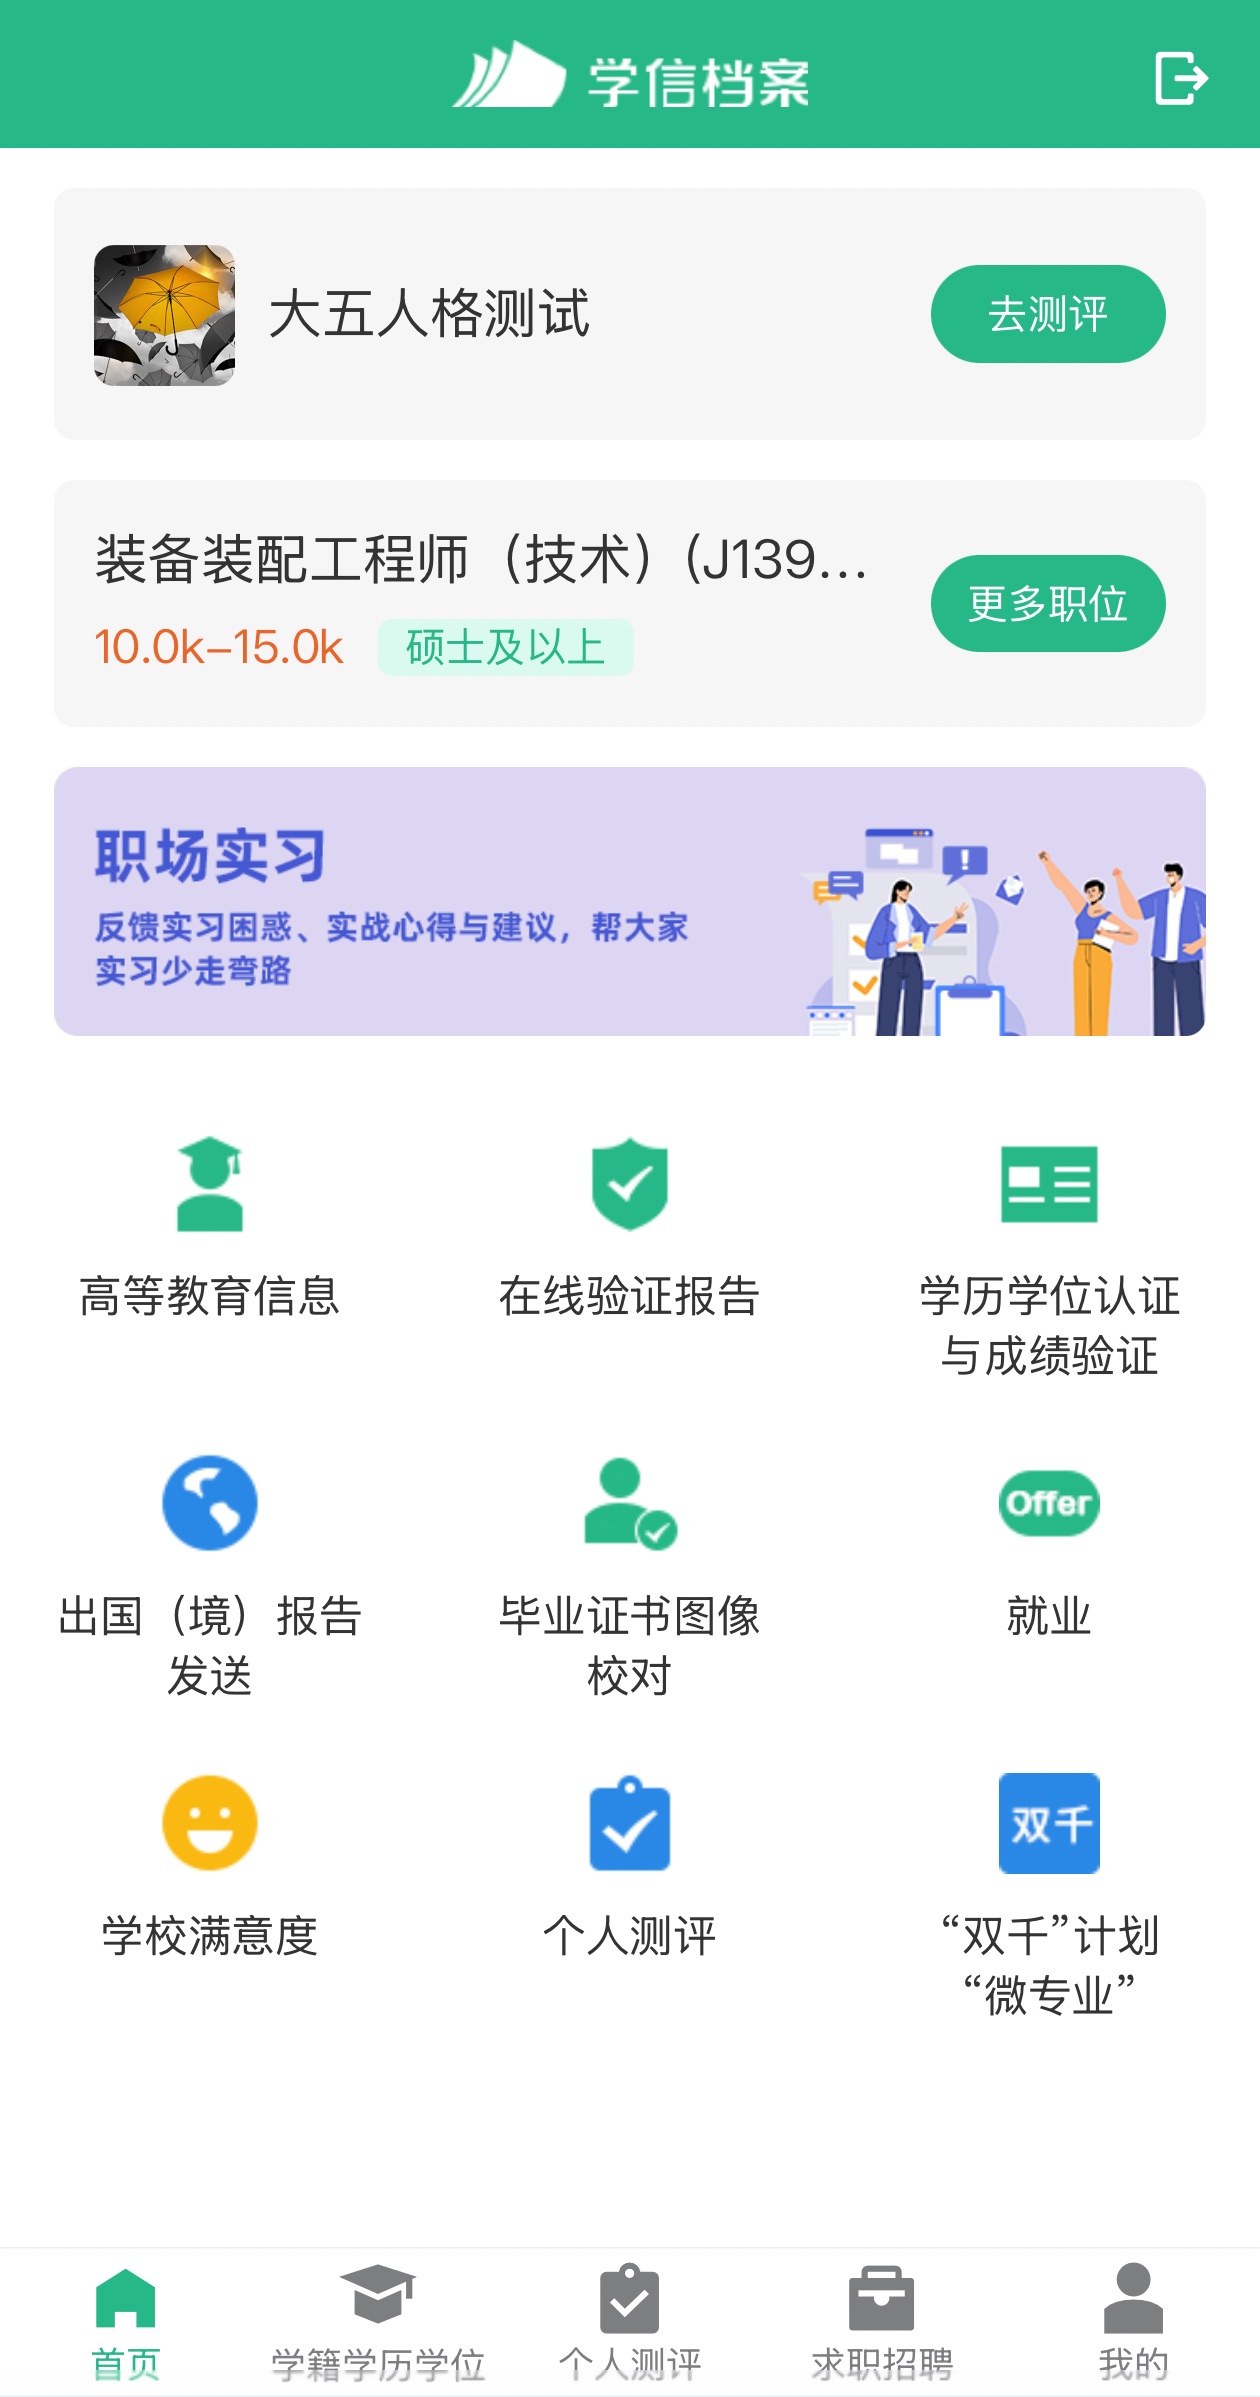 学信档案
大五人格测试
去测评
装备装配工程师（技术）(J139...
更多职位
10.0k–15.0k
硕士及以上
职场实习
反馈实习困惑、实战心得与建议，帮大家
实习少走弯路
高等教育信息
在线验证报告
学历学位认证
与成绩验证
Offer
出国（境）报告
发送
毕业证书图像
校对
就业
双千
学校满意度
个人测评
“双千”计划
“微专业”
首页
学籍学历学位
个人测评
求职招聘
我的